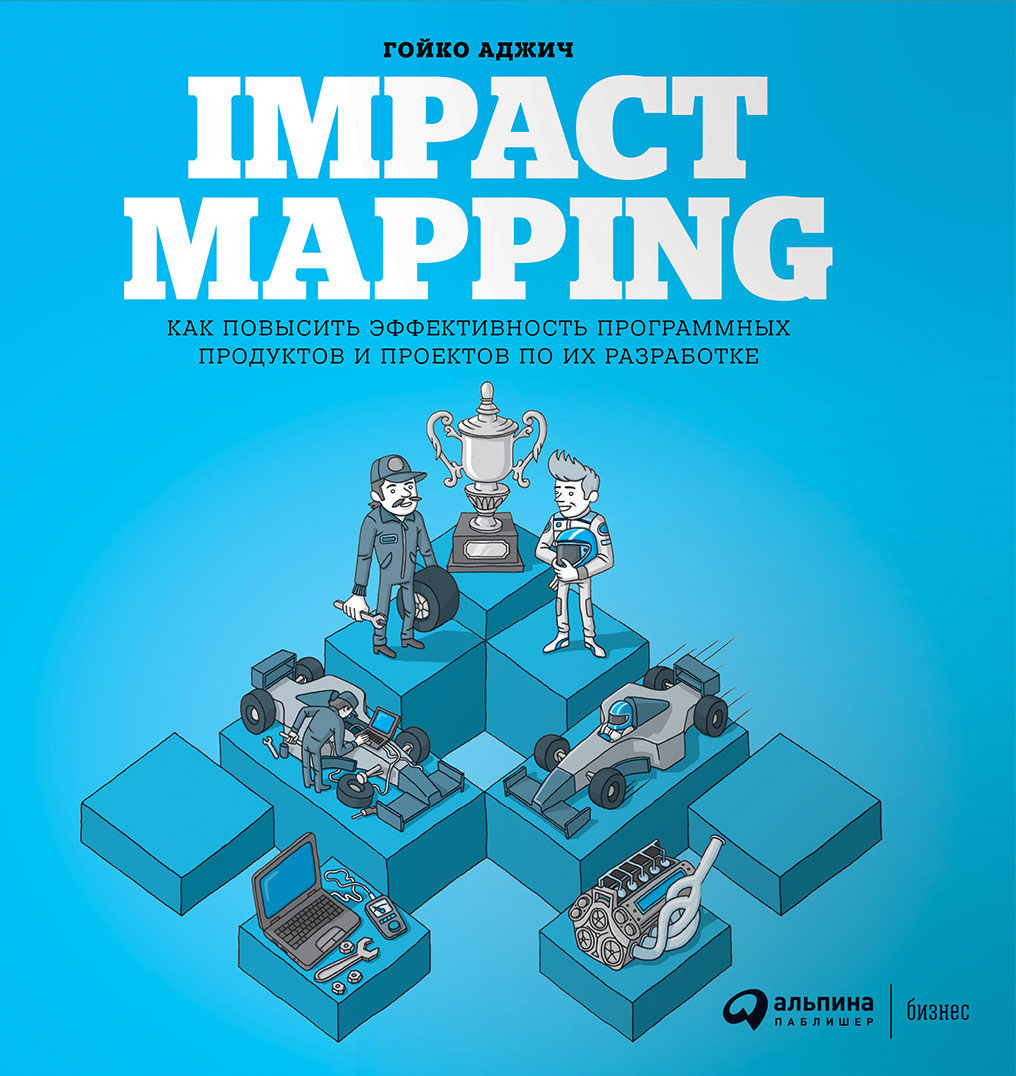 ГОЙКО АДЖИЧ
IMPACT
MAPPING
КАК ПОВЫСИТЬ ЭФФЕКТИВНОСТЬ ПРОГРАММНЫХ
ПРОДУКТОВ И ПРОЕКТОВ ПО ИХ РАЗРАБОТКЕ
альпина
ПАБЛИШЕР
бизнес